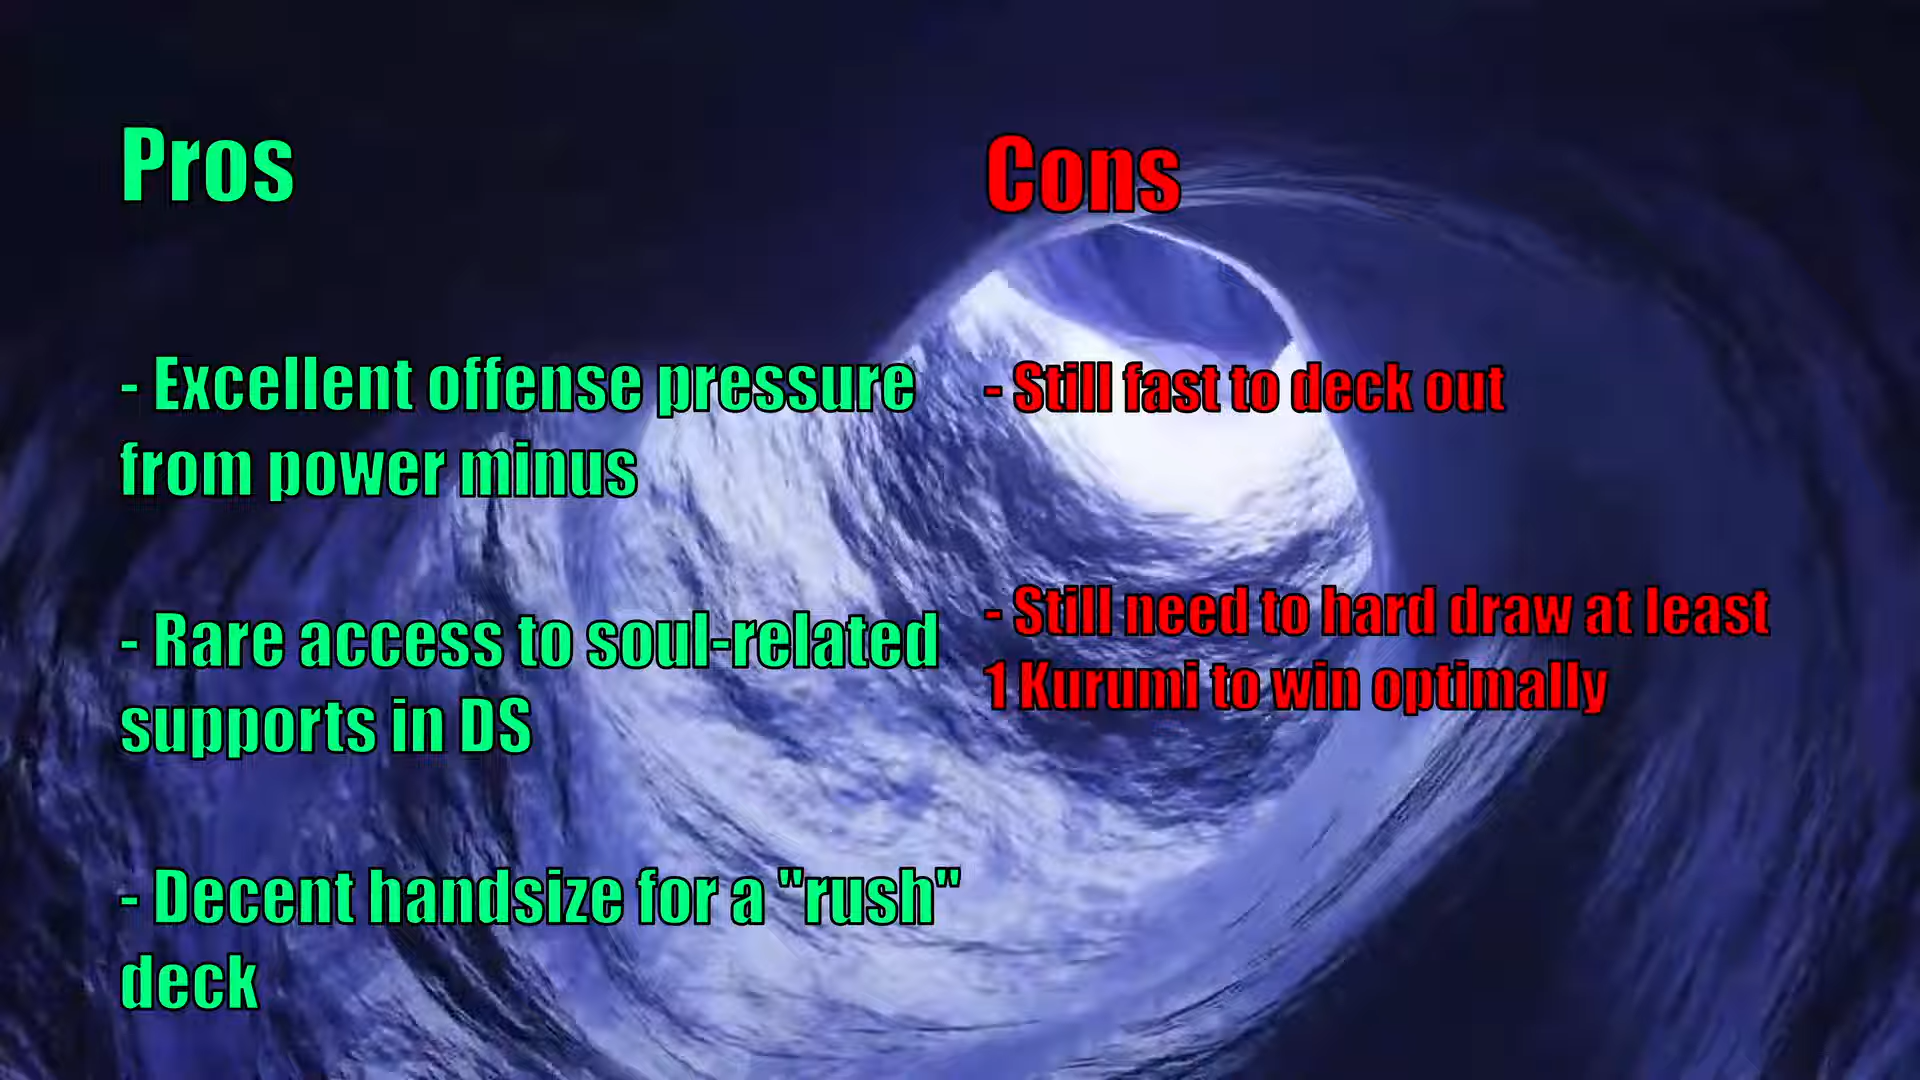 Pros
- Excellent offense pressure
from power minus
- Rare access to soul-related
supports in DS
- Decent handsize for a "rush"
deck
Cons
- Still fast to deck out
- Still need to hard draw at least
1 Kurumi to win optimally